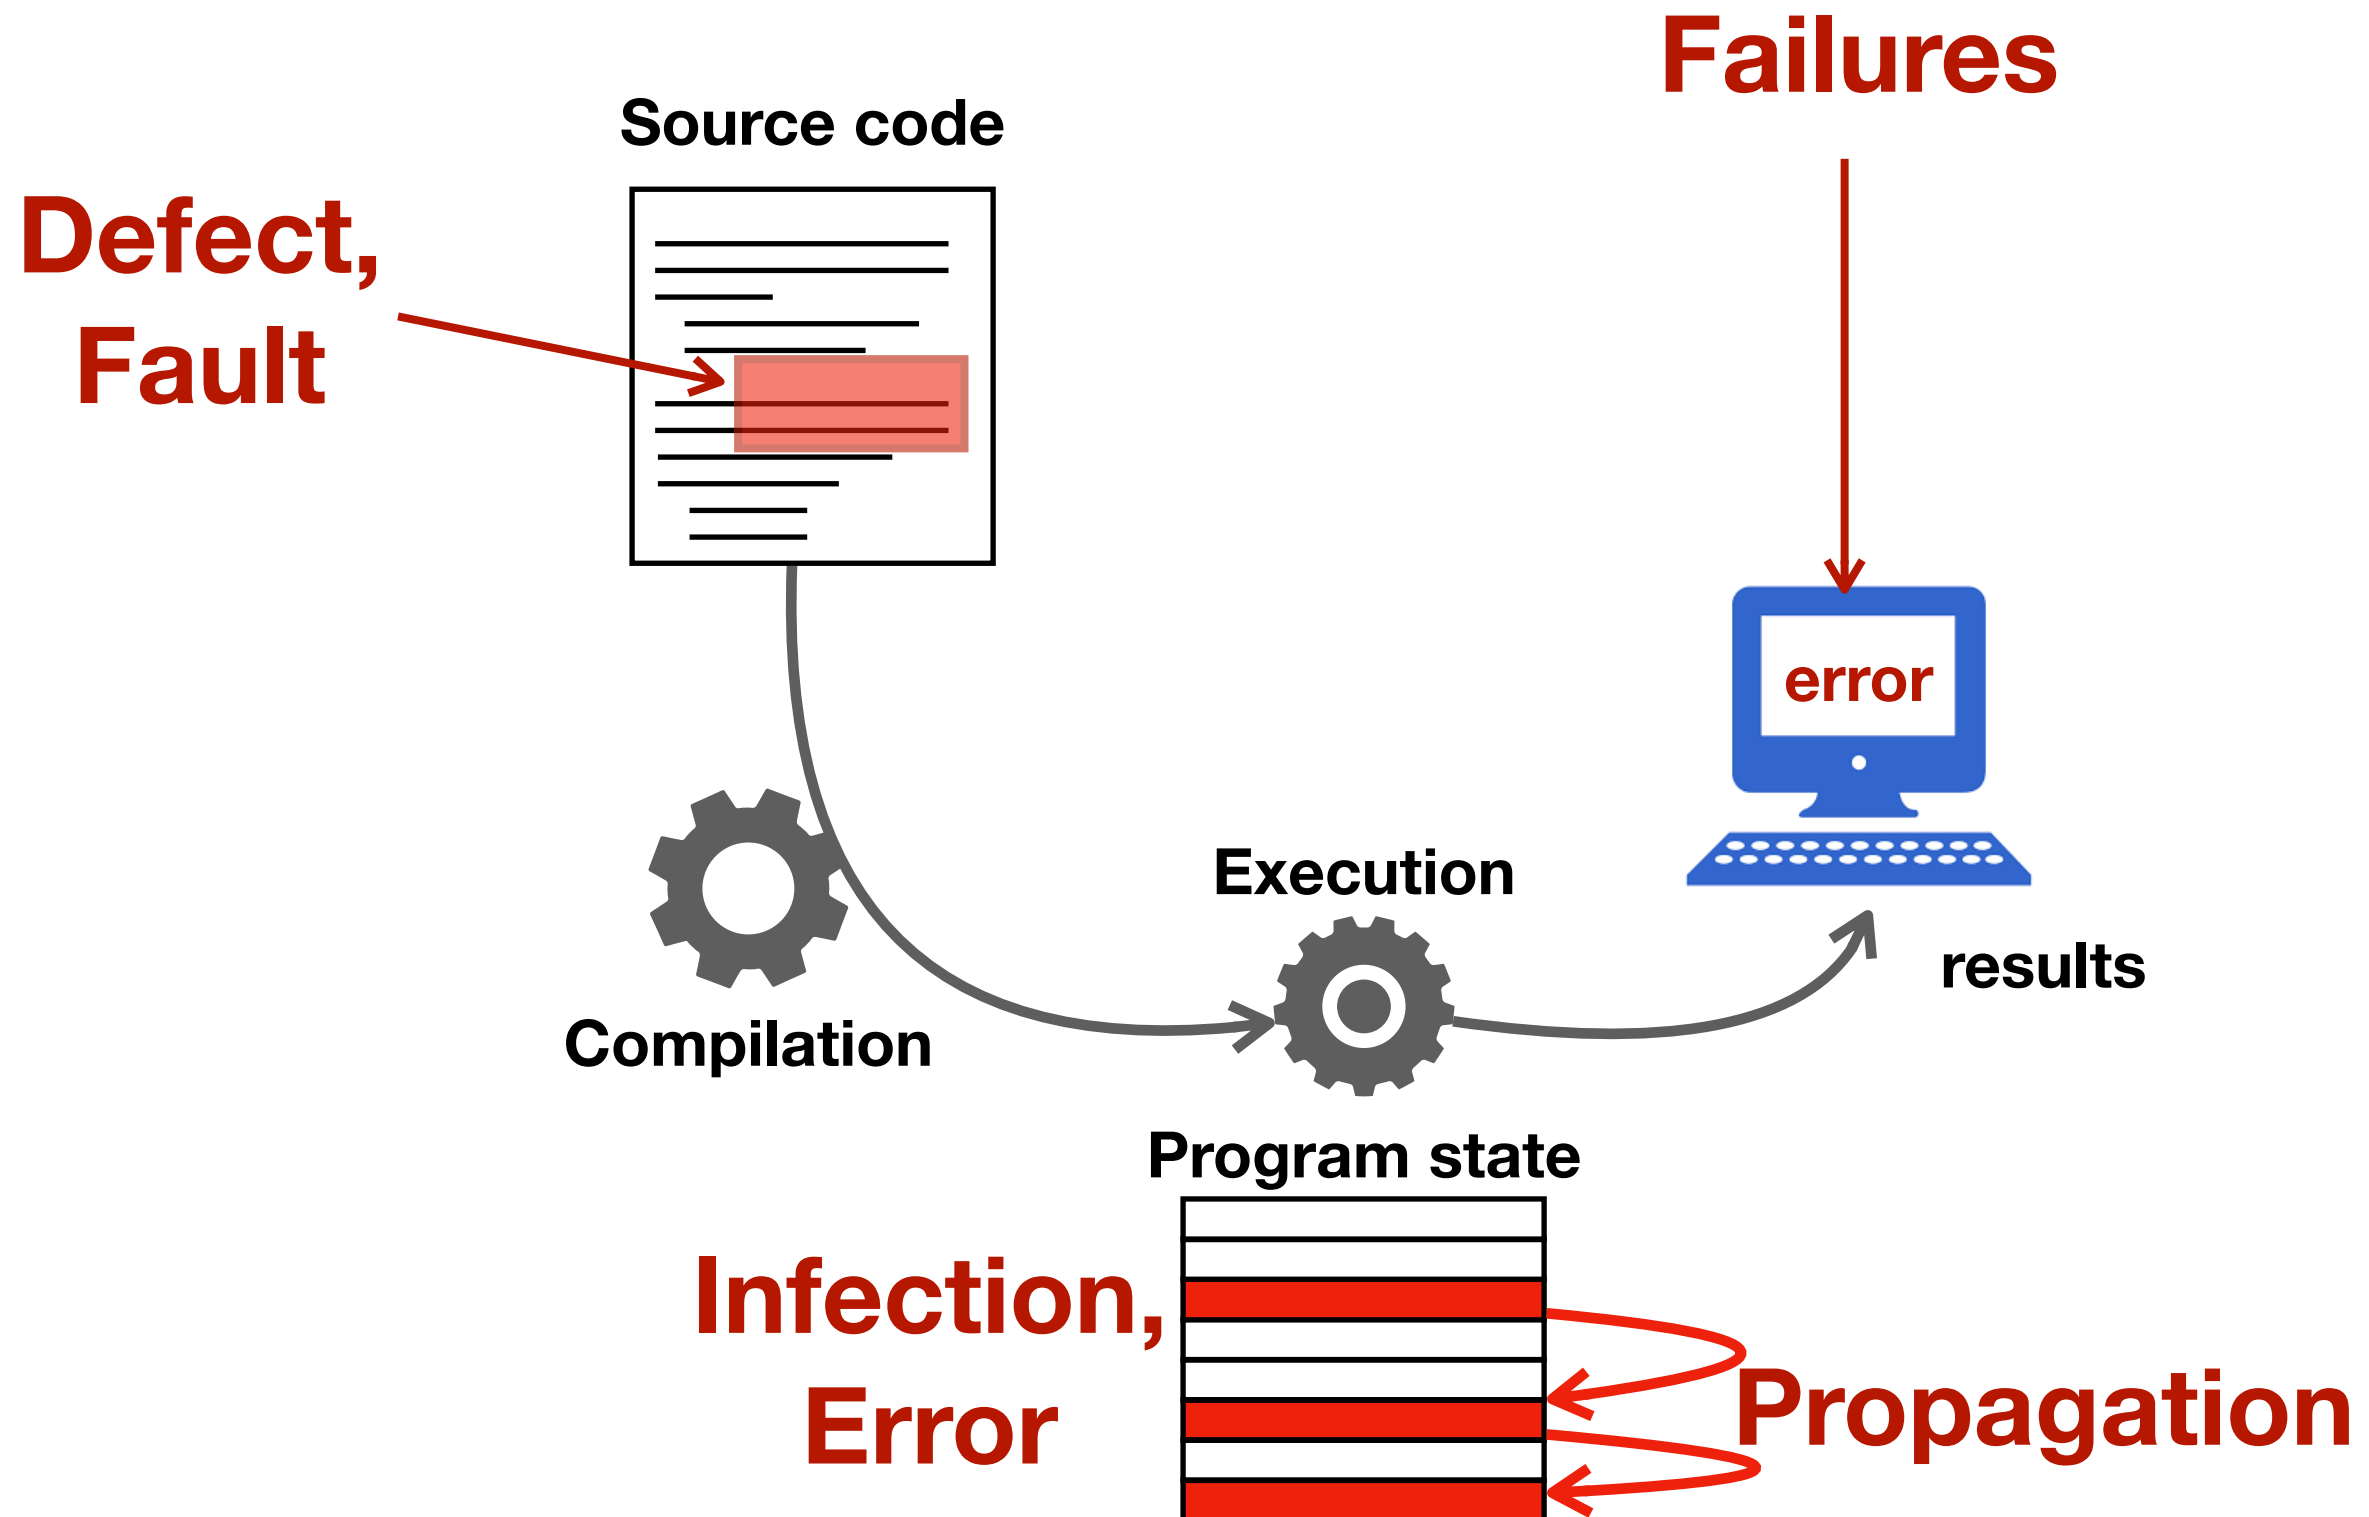 Failures
Source code
Defect,
Fault
error
Execution
results
Compilation
Program state
Infection,
Error
Propagation